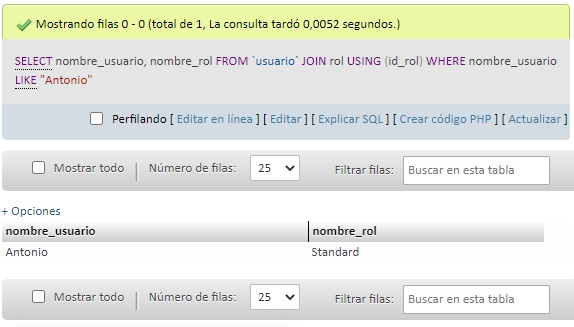 Mostrando filas 0 - 0 (total de 1, La consulta tardó 0,0052 segundos.)
SELECT nombre_usuario, nombre_rol FROM `usuario` JOIN rol USING (id_rol) WHERE nombre_usuario
LIKE "Antonio"
Perfilando [ Editar en línea ] [ Editar ] [ Explicar SQL ] [ Crear código PHP ] [ Actualizar ]
Mostrar todo | Número de filas: 25 Filtrar filas: Buscar en esta tabla
+ Opciones
nombre_usuario nombre_rol
Antonio Standard
Mostrar todo | Número de filas: 25 Filtrar filas: Buscar en esta tabla